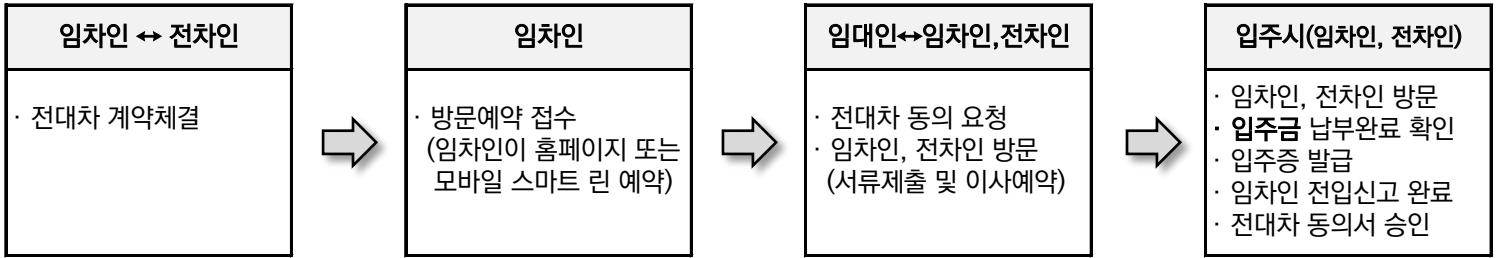 임차인 ↔ 전차인
· 전대차 계약체결
임차인
· 방문예약 접수
(임차인이 홈페이지 또는
모바일 스마트 린 예약)
임대인↔임차인,전차인
· 전대차 동의 요청
· 임차인, 전차인 방문
(서류제출 및 이사예약)
입주시(임차인, 전차인)
· 임차인, 전차인 방문
· 입주금 납부완료 확인
· 입주증 발급
· 임차인 전입신고 완료
· 전대차 동의서 승인